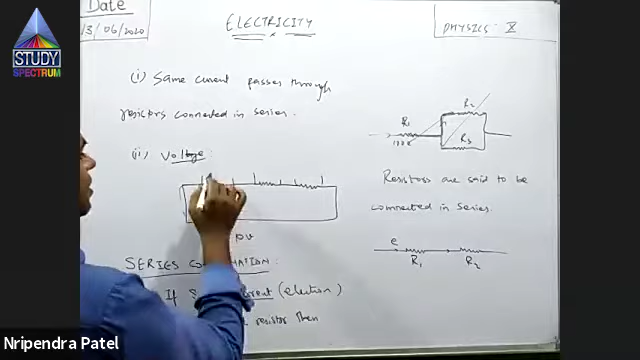 Date
13/06/2020
ELECTRICITY
PHYSICS: X
STUDY
SPECTRUM
(i) Same current passes through
resistors connected in series.
(ii) Voltage:
R1
R2
R3
Resistors are said to be
connected in series.
e
R1
R2
SERIES
If
(electron)
resistor then
Nripendra Patel